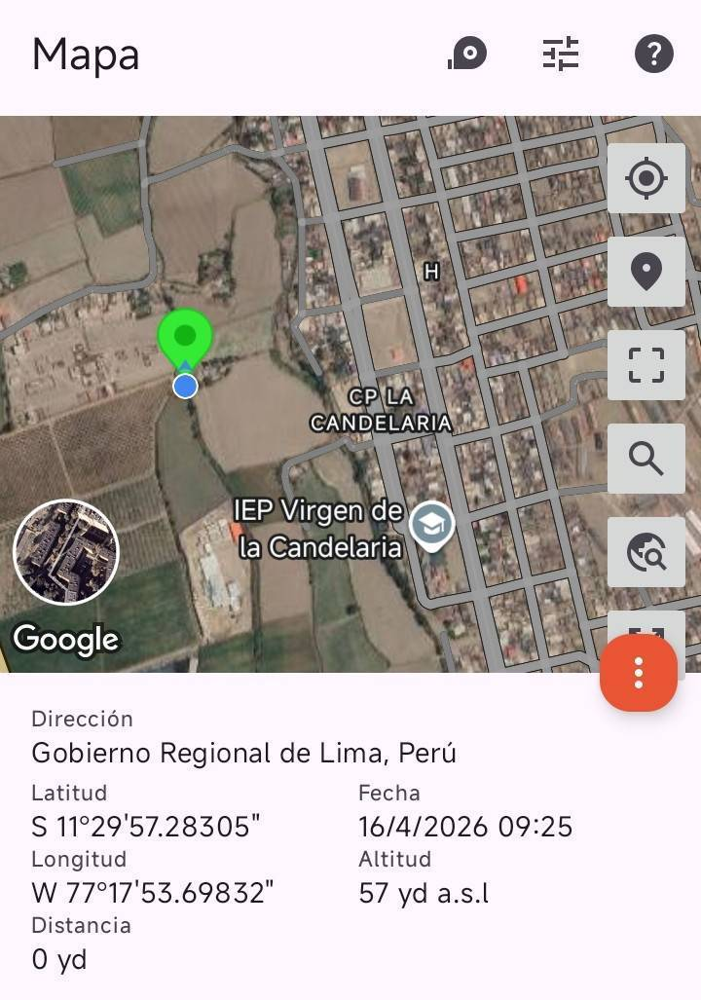 Mapa
?
H
CP LA
CANDELARIA
IEP Virgen de
la Candelaria
Google
Dirección
Gobierno Regional de Lima, Perú
Latitud
S 11°29'57.28305"
Fecha
16/4/2026 09:25
Longitud
W 77°17'53.69832"
Altitud
57 yd a.s.l
Distancia
0 yd